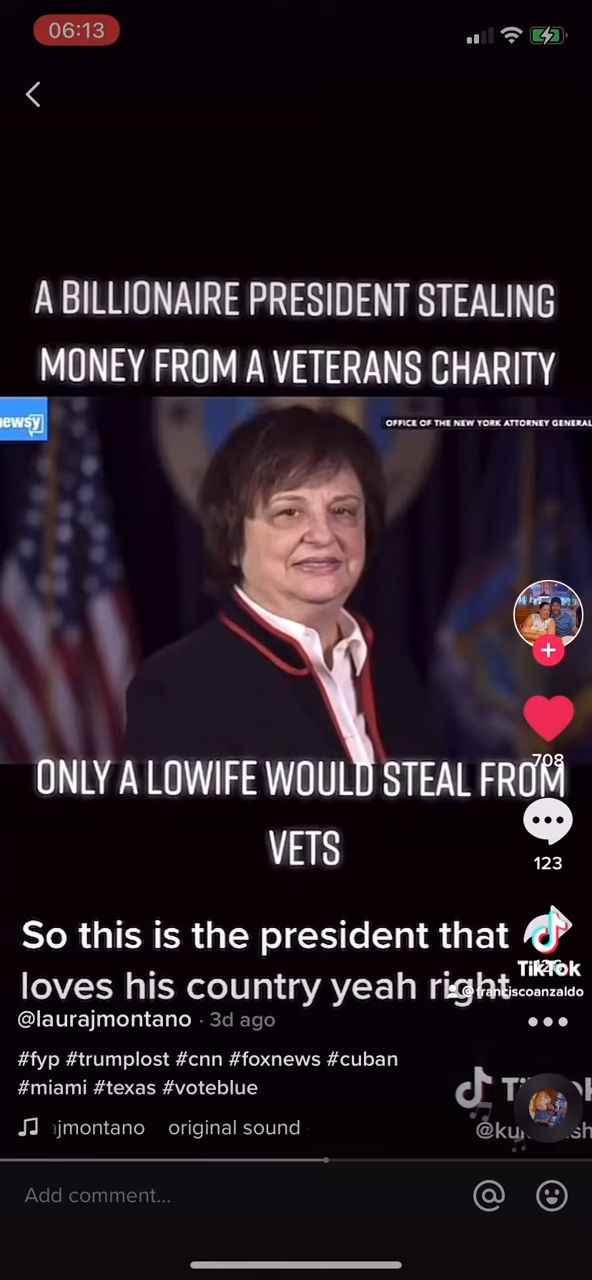 06:13
A BILLIONAIRE PRESIDENT STEALING
MONEY FROM A VETERANS CHARITY
newsy
OFFICE OF THE NEW YORK ATTORNEY GENERAL
708
ONLY A LOWIFE WOULD STEAL FROM
VETS
123
So this is the president that
loves his country yeah right
TikTok
@franciscoanzaldo
@laurajmontano · 3d ago
#fyp #trumplost #cnn #foxnews #cuban
#miami #texas #voteblue
ajmontano original sound
Add comment...